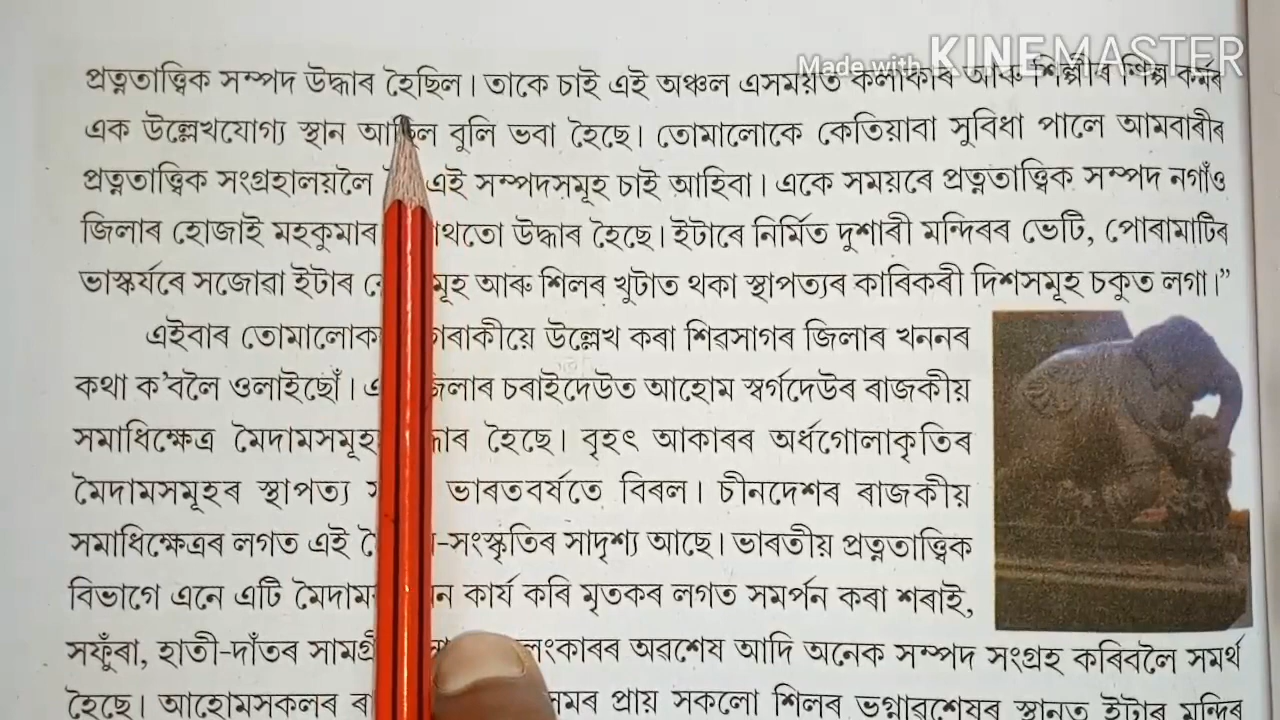 Made with KINEMASTER
প্ৰত্নতাত্ত্বিক সম্পদ উদ্ধাৰ হৈছিল। তাকে চাই এই অঞ্চল এসময়ত কলাকাৰ আৰু শিল্পীৰ শিল্প কৰ্মৰ
এক উল্লেখযোগ্য স্থান আছিল বুলি ভবা হৈছে। তোমালোকে কেতিয়াবা সুবিধা পালে আমবাৰীৰ
প্ৰত্নতাত্ত্বিক সংগ্ৰহালয়লৈ এই সম্পদসমূহ চাই আহিবা। একে সময়ৰে প্ৰত্নতাত্ত্বিক সম্পদ নগাঁও
জিলাৰ হোজাই মহকুমাৰ উদ্ধাৰ হৈছে। ইটাৰে নিৰ্মিত দুশাৰী মন্দিৰৰ ভেটি, পোৰামাটিৰ
ভাস্কৰ্যৰে সজোৱা ইটাৰ আৰু শিলৰ খুটাত থকা স্থাপত্যৰ কাৰিকৰী দিশসমূহ চকুত লগা।”
এইবাৰ তোমালোক উল্লেখ কৰা শিৱসাগৰ জিলাৰ খননৰ
কথা ক’বলৈ ওলাইছোঁ। জিলাৰ চৰাইদেউত আহোম স্বৰ্গদেউৰ ৰাজকীয়
সমাধিক্ষেত্ৰ মৈদামসমূহ হৈছে। বৃহৎ আকাৰৰ অৰ্ধগোলাকৃতিৰ
মৈদামসমূহৰ স্থাপত্য ভাৰতবৰ্ষতে বিৰল। চীনদেশৰ ৰাজকীয়
সমাধিক্ষেত্ৰৰ লগত এই -সংস্কৃতিৰ সাদৃশ্য আছে। ভাৰতীয় প্ৰত্নতাত্ত্বিক
বিভাগে এনে এটি মৈদাম কাৰ্য কৰি মৃতকৰ লগত সমৰ্পন কৰা শৰাই,
সফুঁৰা, হাতী-দাঁতৰ অৱশেষ আদি অনেক সম্পদ সংগ্ৰহ কৰিবলৈ সমৰ্থ
হৈছে। আহোমসকলৰ প্ৰায় সকলো শিলৰ ভগ্নাৱশেষৰ স্থানত ইটাৰ মন্দিৰ